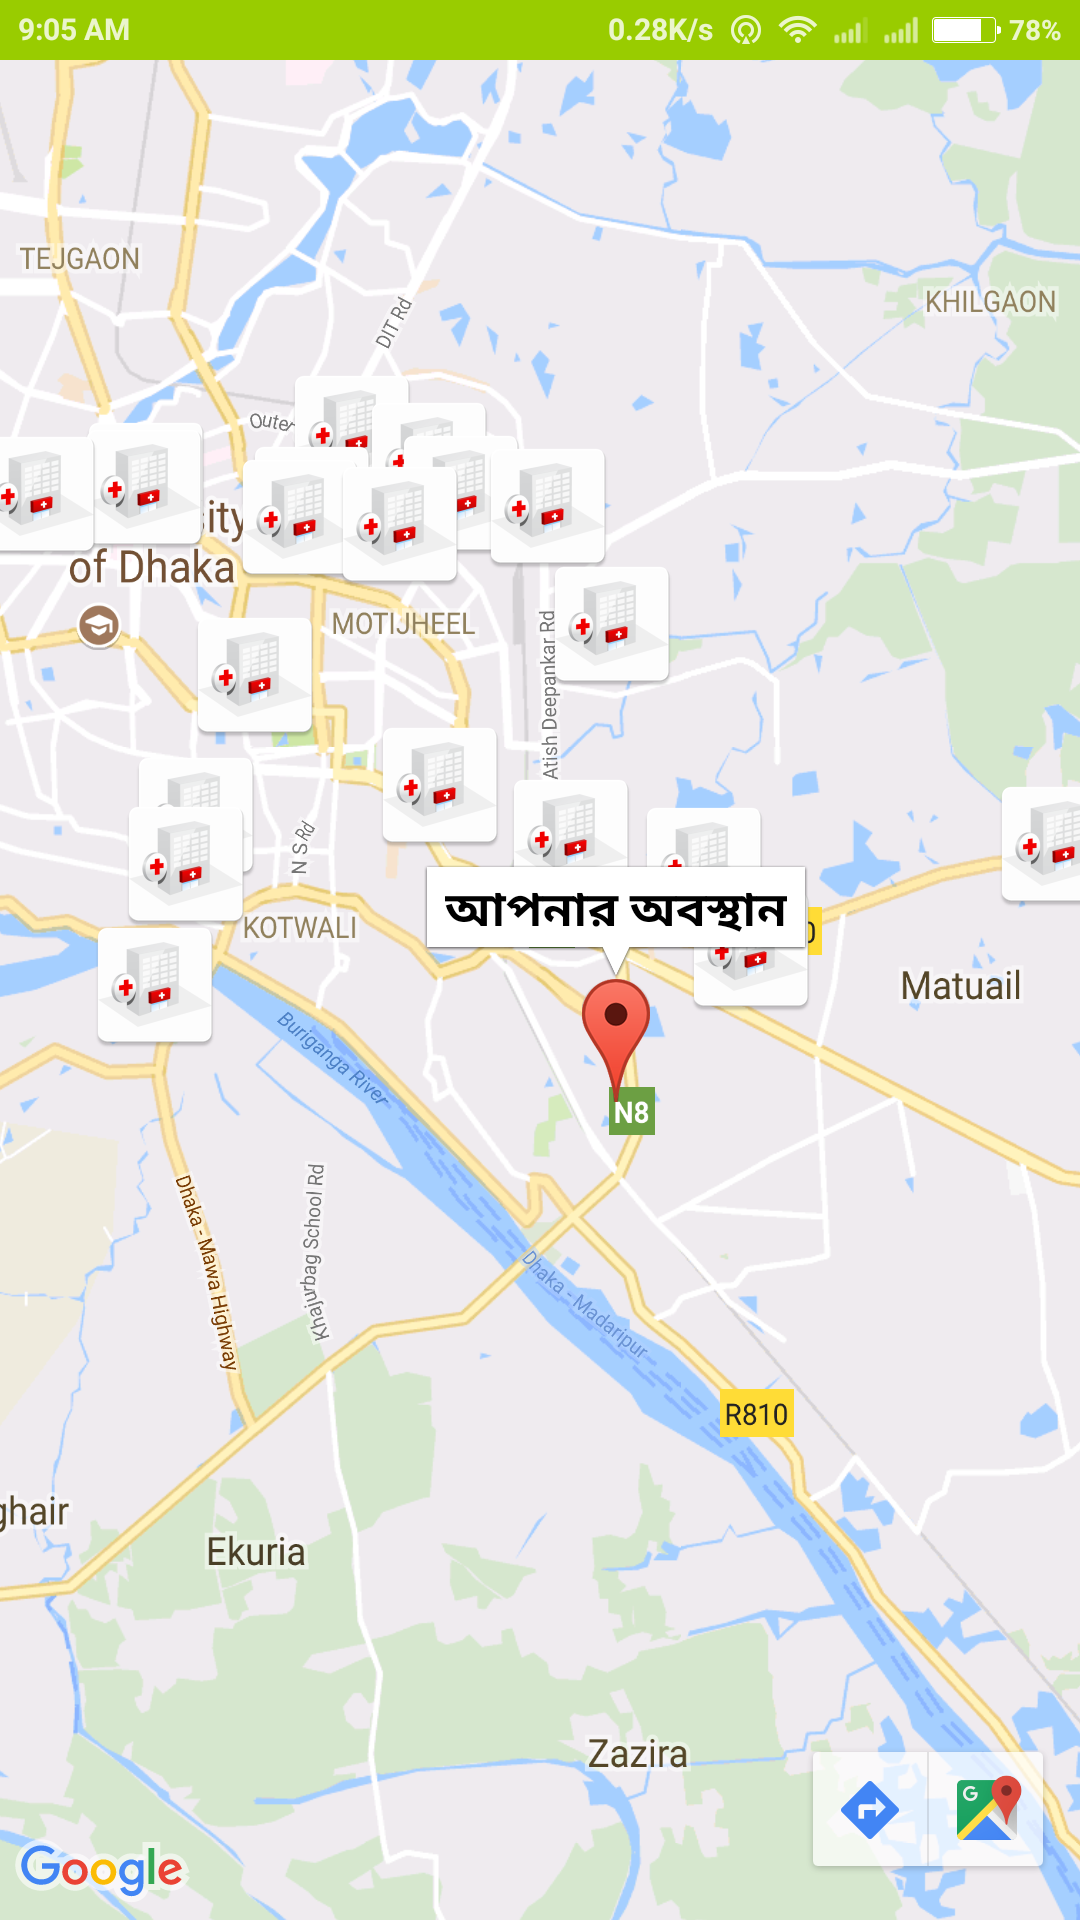 9:05 AM
0.28K/s
78%
TEJGAON
KHILGAON
DIT Rd
Outer
of Dhaka
MOTIJHEEL
Atish Deepankar Rd
N S Rd
আপনার অবস্থান
KOTWALI
Matuail
Buriganga River
N8
Dhaka - Mawa Highway
Khajurbag School Rd
Dhaka - Madaripur
R810
ghair
Ekuria
Zazira
G
Google